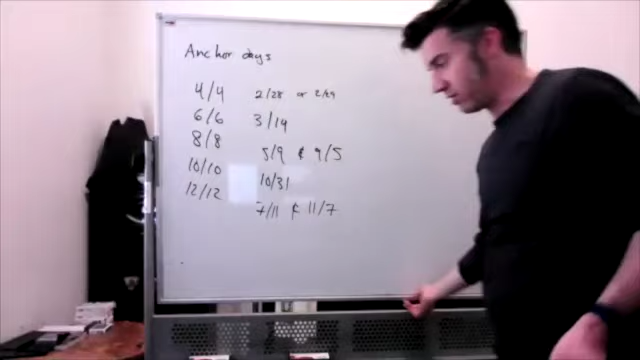 Anchor days
4/4 2/28 or 2/29
6/6 3/14
8/8
5/9 & 9/5
10/10
10/31
12/12
7/11 & 11/7